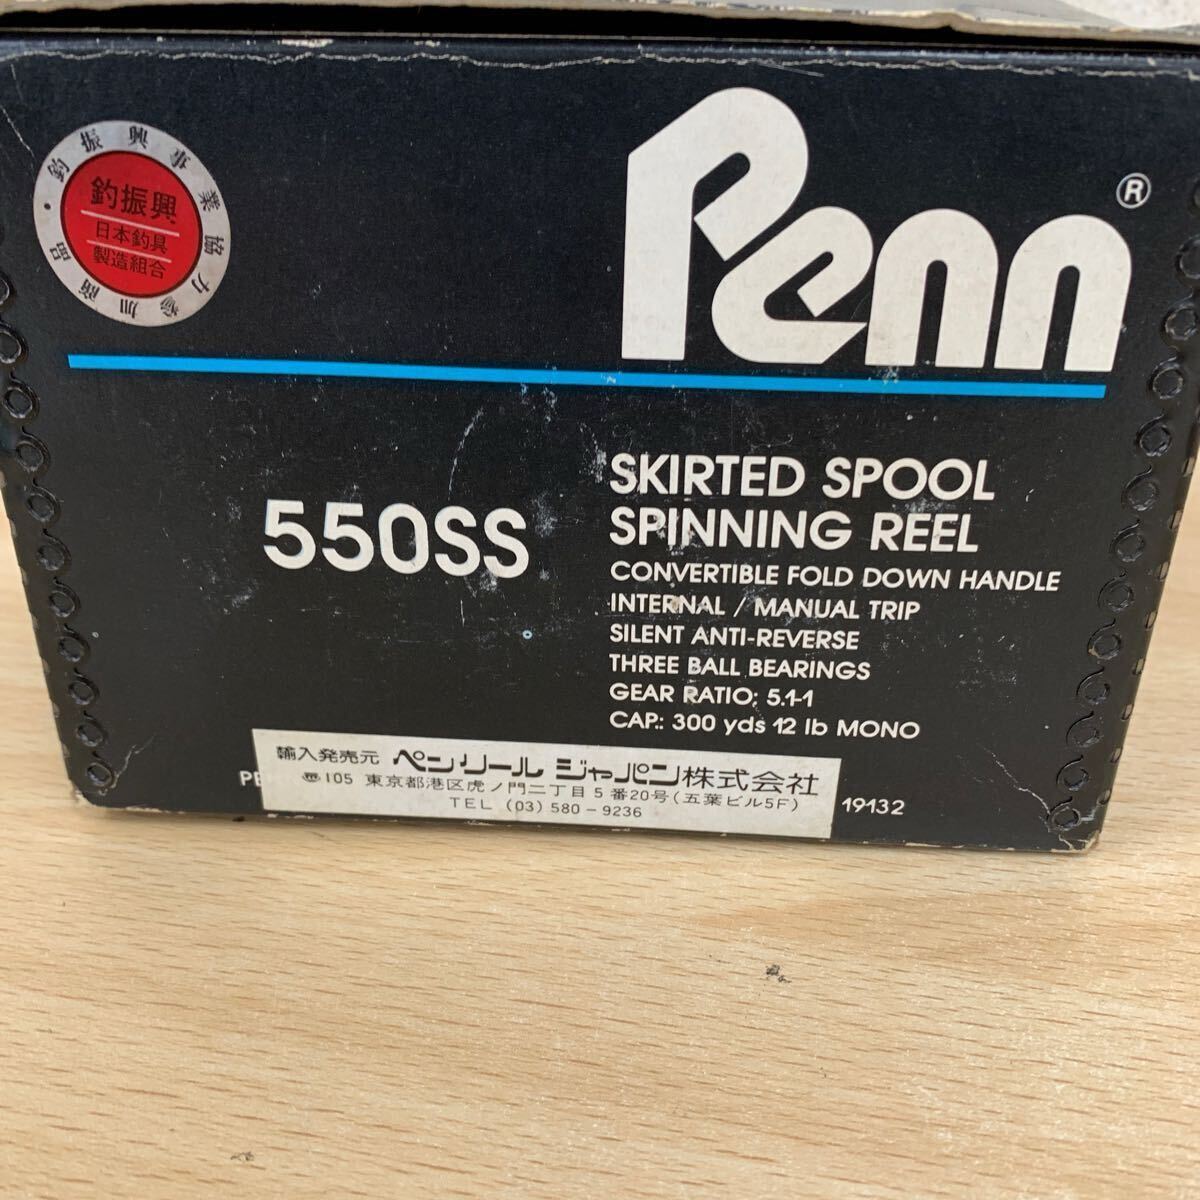 釣振興事業協力
参加商品・
釣振興
日本釣具
製造組合
Penn®
550SS
SKIRTED SPOOL
SPINNING REEL
CONVERTIBLE FOLD DOWN HANDLE
INTERNAL / MANUAL TRIP
SILENT ANTI-REVERSE
THREE BALL BEARINGS
GEAR RATIO: 5.1-1
CAP.: 300 yds 12 lb MONO
輸入発売元 ペンリール ジャパン株式会社
〠105 東京都港区虎ノ門二丁目5番20号(五葉ビル5F)
TEL (03) 580-9236
19132